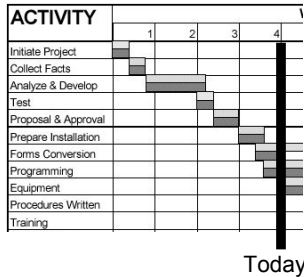 ACTIVITY
1 2 3 4
Initiate Project
Collect Facts
Analyze & Develop
Test
Proposal & Approval
Prepare Installation
Forms Conversion
Programming
Equipment
Procedures Written
Training
Today